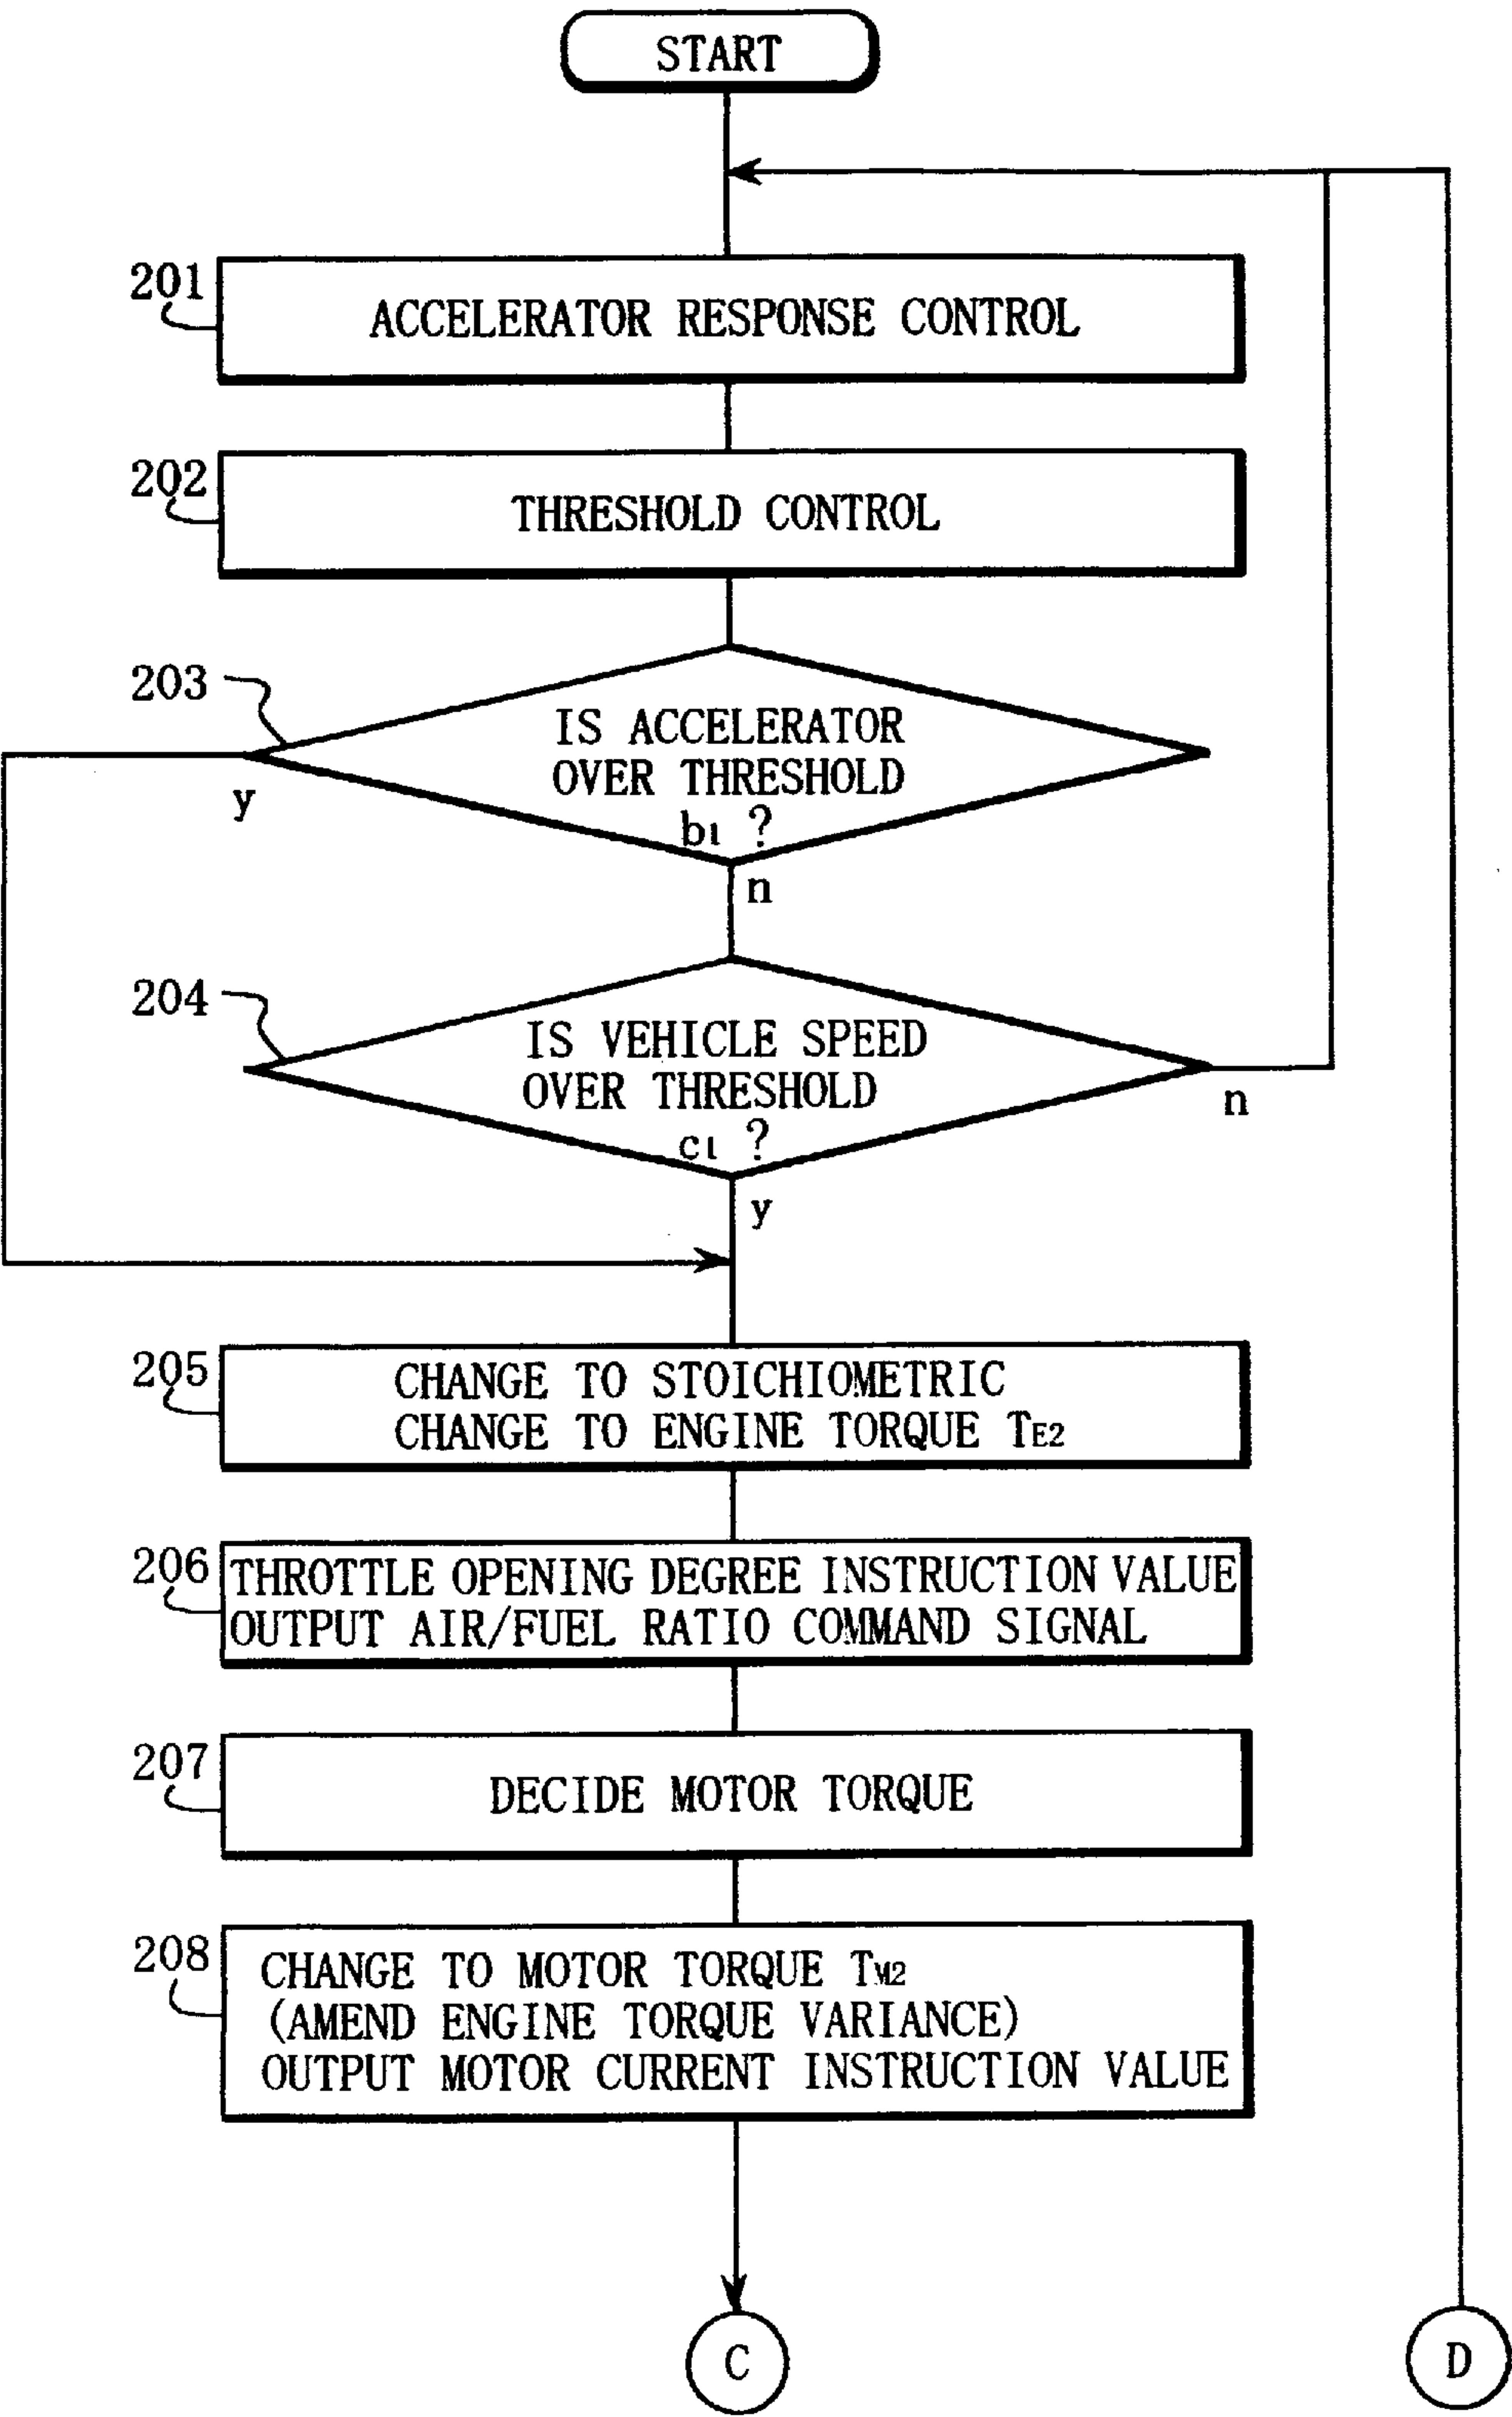 START
201
ACCELERATOR RESPONSE CONTROL
202
THRESHOLD CONTROL
203
IS ACCELERATOR
OVER THRESHOLD
b1 ?
y
n
204
IS VEHICLE SPEED
OVER THRESHOLD
c1 ?
n
y
205
CHANGE TO STOICHIOMETRIC
CHANGE TO ENGINE TORQUE TE2
206
THROTTLE OPENING DEGREE INSTRUCTION VALUE
OUTPUT AIR/FUEL RATIO COMMAND SIGNAL
207
DECIDE MOTOR TORQUE
208
CHANGE TO MOTOR TORQUE TM2
(AMEND ENGINE TORQUE VARIANCE)
OUTPUT MOTOR CURRENT INSTRUCTION VALUE
C
D